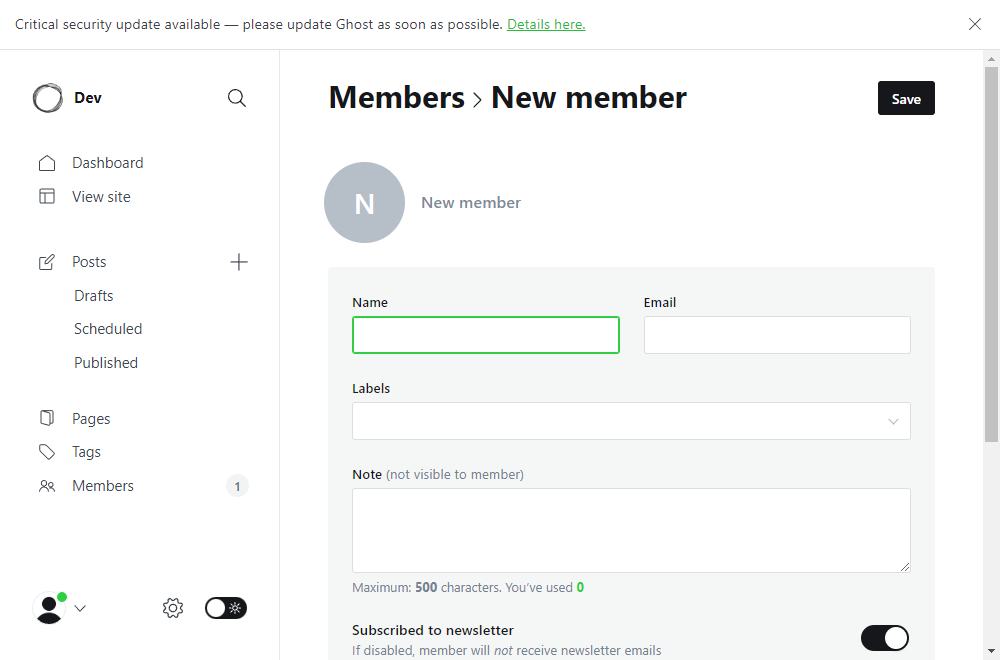 Critical security update available — please update Ghost as soon as possible. Details here.
Dev
Dashboard
View site
Posts
Drafts
Scheduled
Published
Pages
Tags
Members 1
Members > New member
Save
N
New member
Name
Email
Labels
Note (not visible to member)
Maximum: 500 characters. You've used 0
Subscribed to newsletter
If disabled, member will not receive newsletter emails